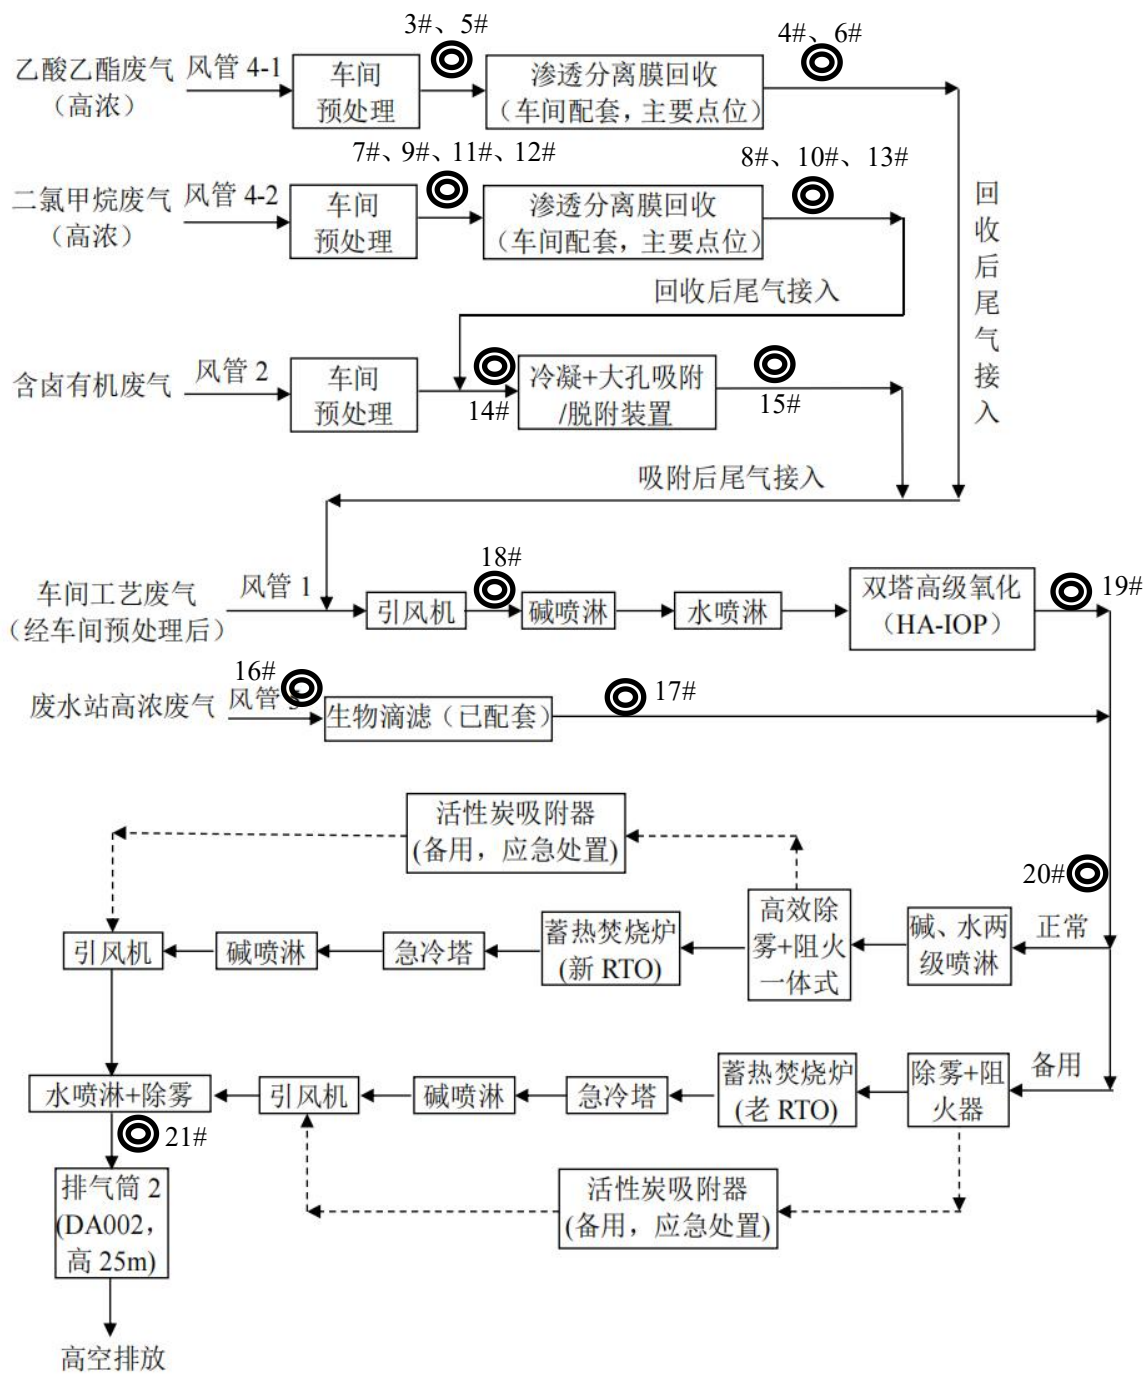 3#、5#
4#、6#
乙酸乙酯废气
（高浓）
风管 4-1
车间
预处理
渗透分离膜回收
（车间配套，主要点位）
7#、9#、11#、12#
8#、10#、13#
二氯甲烷废气
（高浓）
风管 4-2
车间
预处理
渗透分离膜回收
（车间配套，主要点位）
回收后尾气接入
回收后尾气接入
含卤有机废气
风管 2
车间
预处理
14#
冷凝+大孔吸附
/脱附装置
15#
吸附后尾气接入
车间工艺废气
（经车间预处理后）
风管 1
引风机
18#
碱喷淋
水喷淋
双塔高级氧化
（HA-IOP）
19#
废水站高浓废气
16#
风管
生物滴滤（已配套）
17#
活性炭吸附器
(备用，应急处置)
20#
正常
碱、水两
级喷淋
高效除
雾+阻火
一体式
蓄热焚烧炉
(新 RTO)
急冷塔
碱喷淋
引风机
备用
除雾+阻
火器
蓄热焚烧炉
(老 RTO)
急冷塔
碱喷淋
引风机
水喷淋+除雾
21#
活性炭吸附器
(备用，应急处置)
排气筒 2
(DA002，
高 25m)
高空排放